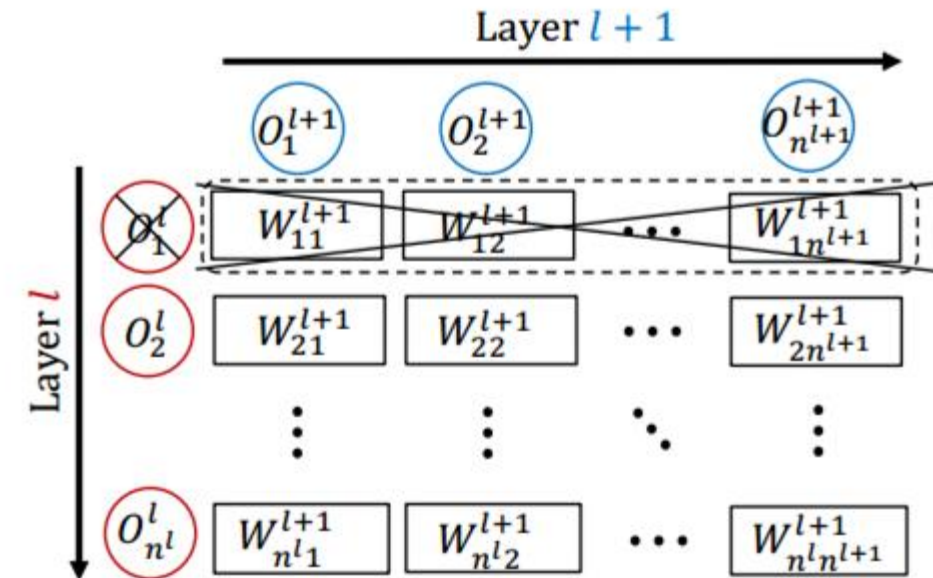 Layer l + 1
O_1^{l+1} O_2^{l+1} O_{n^{l+1}}^{l+1}
O_1^l W_{11}^{l+1} W_{12}^{l+1} ... W_{1n^{l+1}}^{l+1}
O_2^l W_{21}^{l+1} W_{22}^{l+1} ... W_{2n^{l+1}}^{l+1}
Layer l
O_{n^l}^l W_{n^l1}^{l+1} W_{n^l2}^{l+1} ... W_{n^ln^{l+1}}^{l+1}